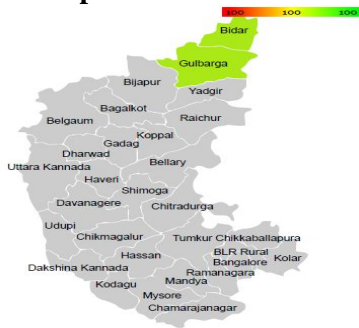 100 100 100
Bidar
Gulbarga
Bijapur
Yadgir
Bagalkot
Raichur
Belgaum
Koppal
Gadag
Dharwad
Bellary
Uttara Kannada
Haveri
Shimoga
Davanagere
Chitradurga
Udupi
Chikmagalur
Tumkur Chikkaballapura
Hassan
BLR Rural
Kolar
Bangalore
Dakshina Kannada
Ramanagara
Mandya
Kodagu
Mysore
Chamarajanagar